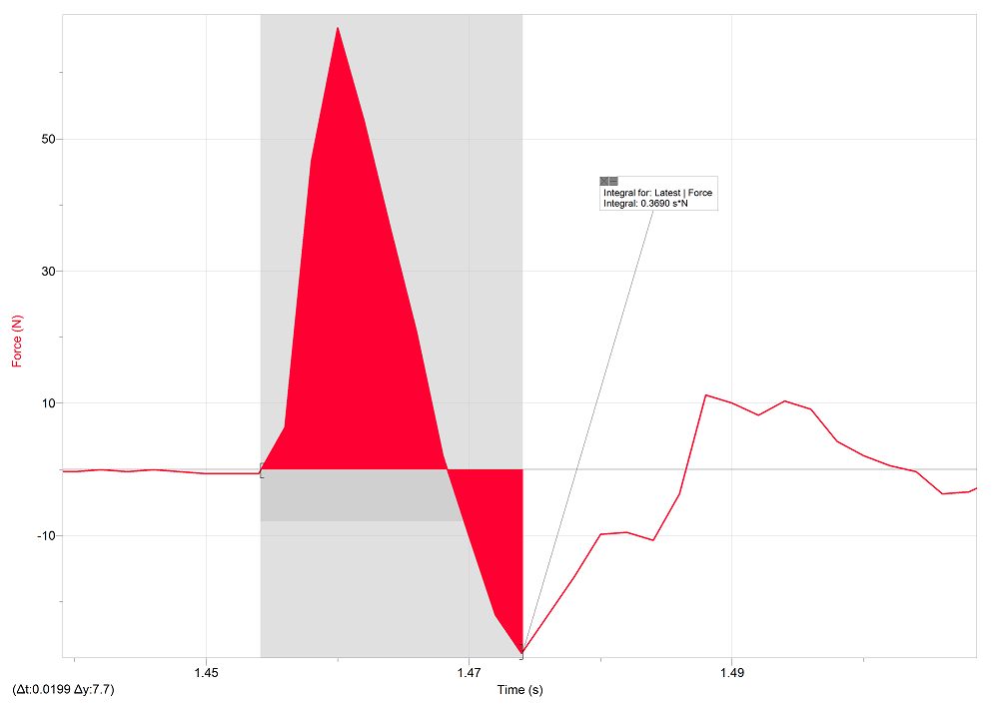 50
30
10
-10
Force (N)
Integral for: Latest | Force
Integral: 0.3690 s*N
1.45
1.47
1.49
Time (s)
(Δt:0.0199 Δy:7.7)